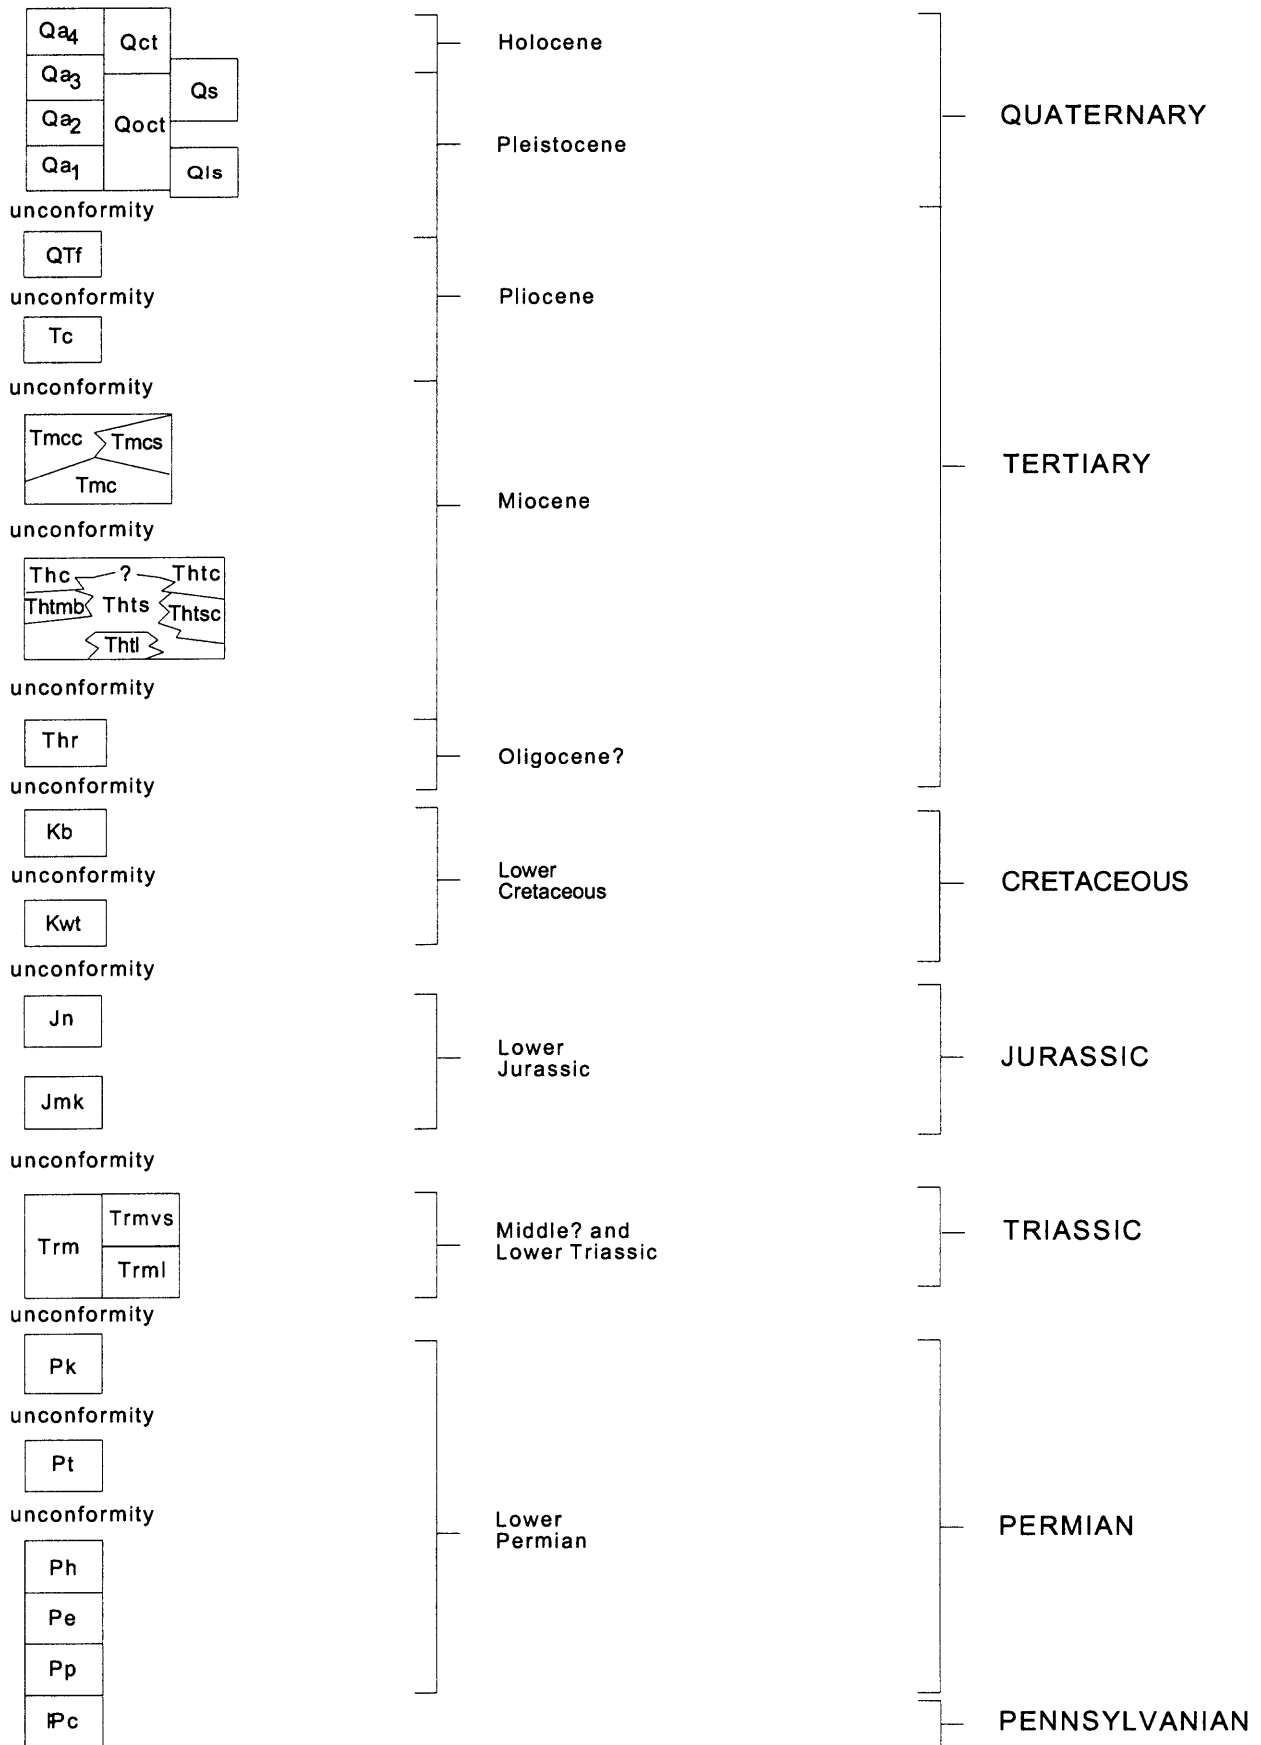 Qa4 Qct Holocene
Qa3 Qs
Qa2 Qoct Pleistocene QUATERNARY
Qa1 Qls
unconformity
QTf
unconformity Pliocene
Tc
unconformity
Tmcc Tmcs TERTIARY
Tmc Miocene
unconformity
Thc ? Thtc
Thtmb Thts Thtsc
Thtl
unconformity
Thr Oligocene?
unconformity
Kb
unconformity Lower
Cretaceous CRETACEOUS
Kwt
unconformity
Jn
Lower
Jurassic JURASSIC
Jmk
unconformity
Trm Trmvs Middle? and
Lower Triassic TRIASSIC
Trml
unconformity
Pk
unconformity
Pt
unconformity Lower
Permian PERMIAN
Ph
Pe
Pp
ⅠPc PENNSYLVANIAN